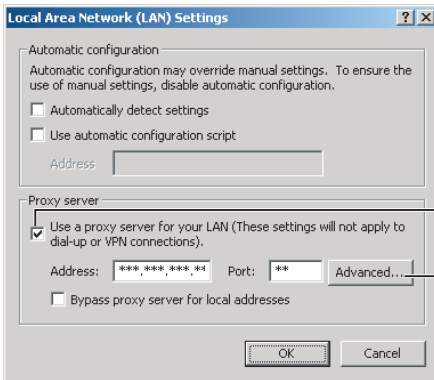 Local Area Network (LAN) Settings
Automatic configuration
Automatic configuration may override manual settings. To ensure the
use of manual settings, disable automatic configuration.
Automatically detect settings
Use automatic configuration script
Address
Proxy server
Use a proxy server for your LAN (These settings will not apply to
dial-up or VPN connections).
Address: ***.***.***.** Port: ** Advanced...
Bypass proxy server for local addresses
OK Cancel